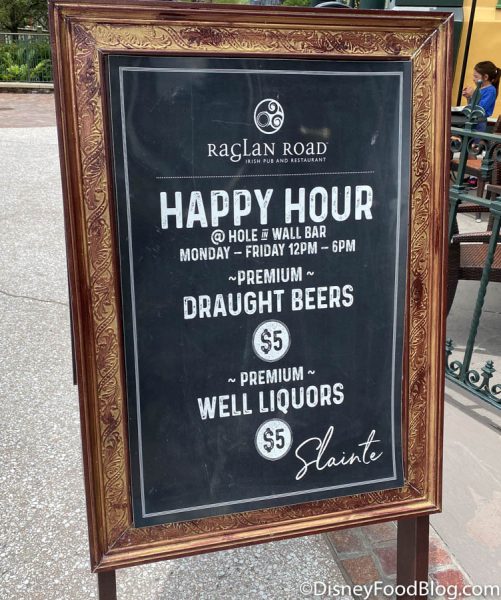 RAGLAN ROAD
IRISH PUB AND RESTAURANT
HAPPY HOUR
@ HOLE IN WALL BAR
MONDAY – FRIDAY 12PM – 6PM
~PREMIUM ~
DRAUGHT BEERS
$5
~ PREMIUM ~
WELL LIQUORS
$5
Slainte
©DisneyFoodBlog.com